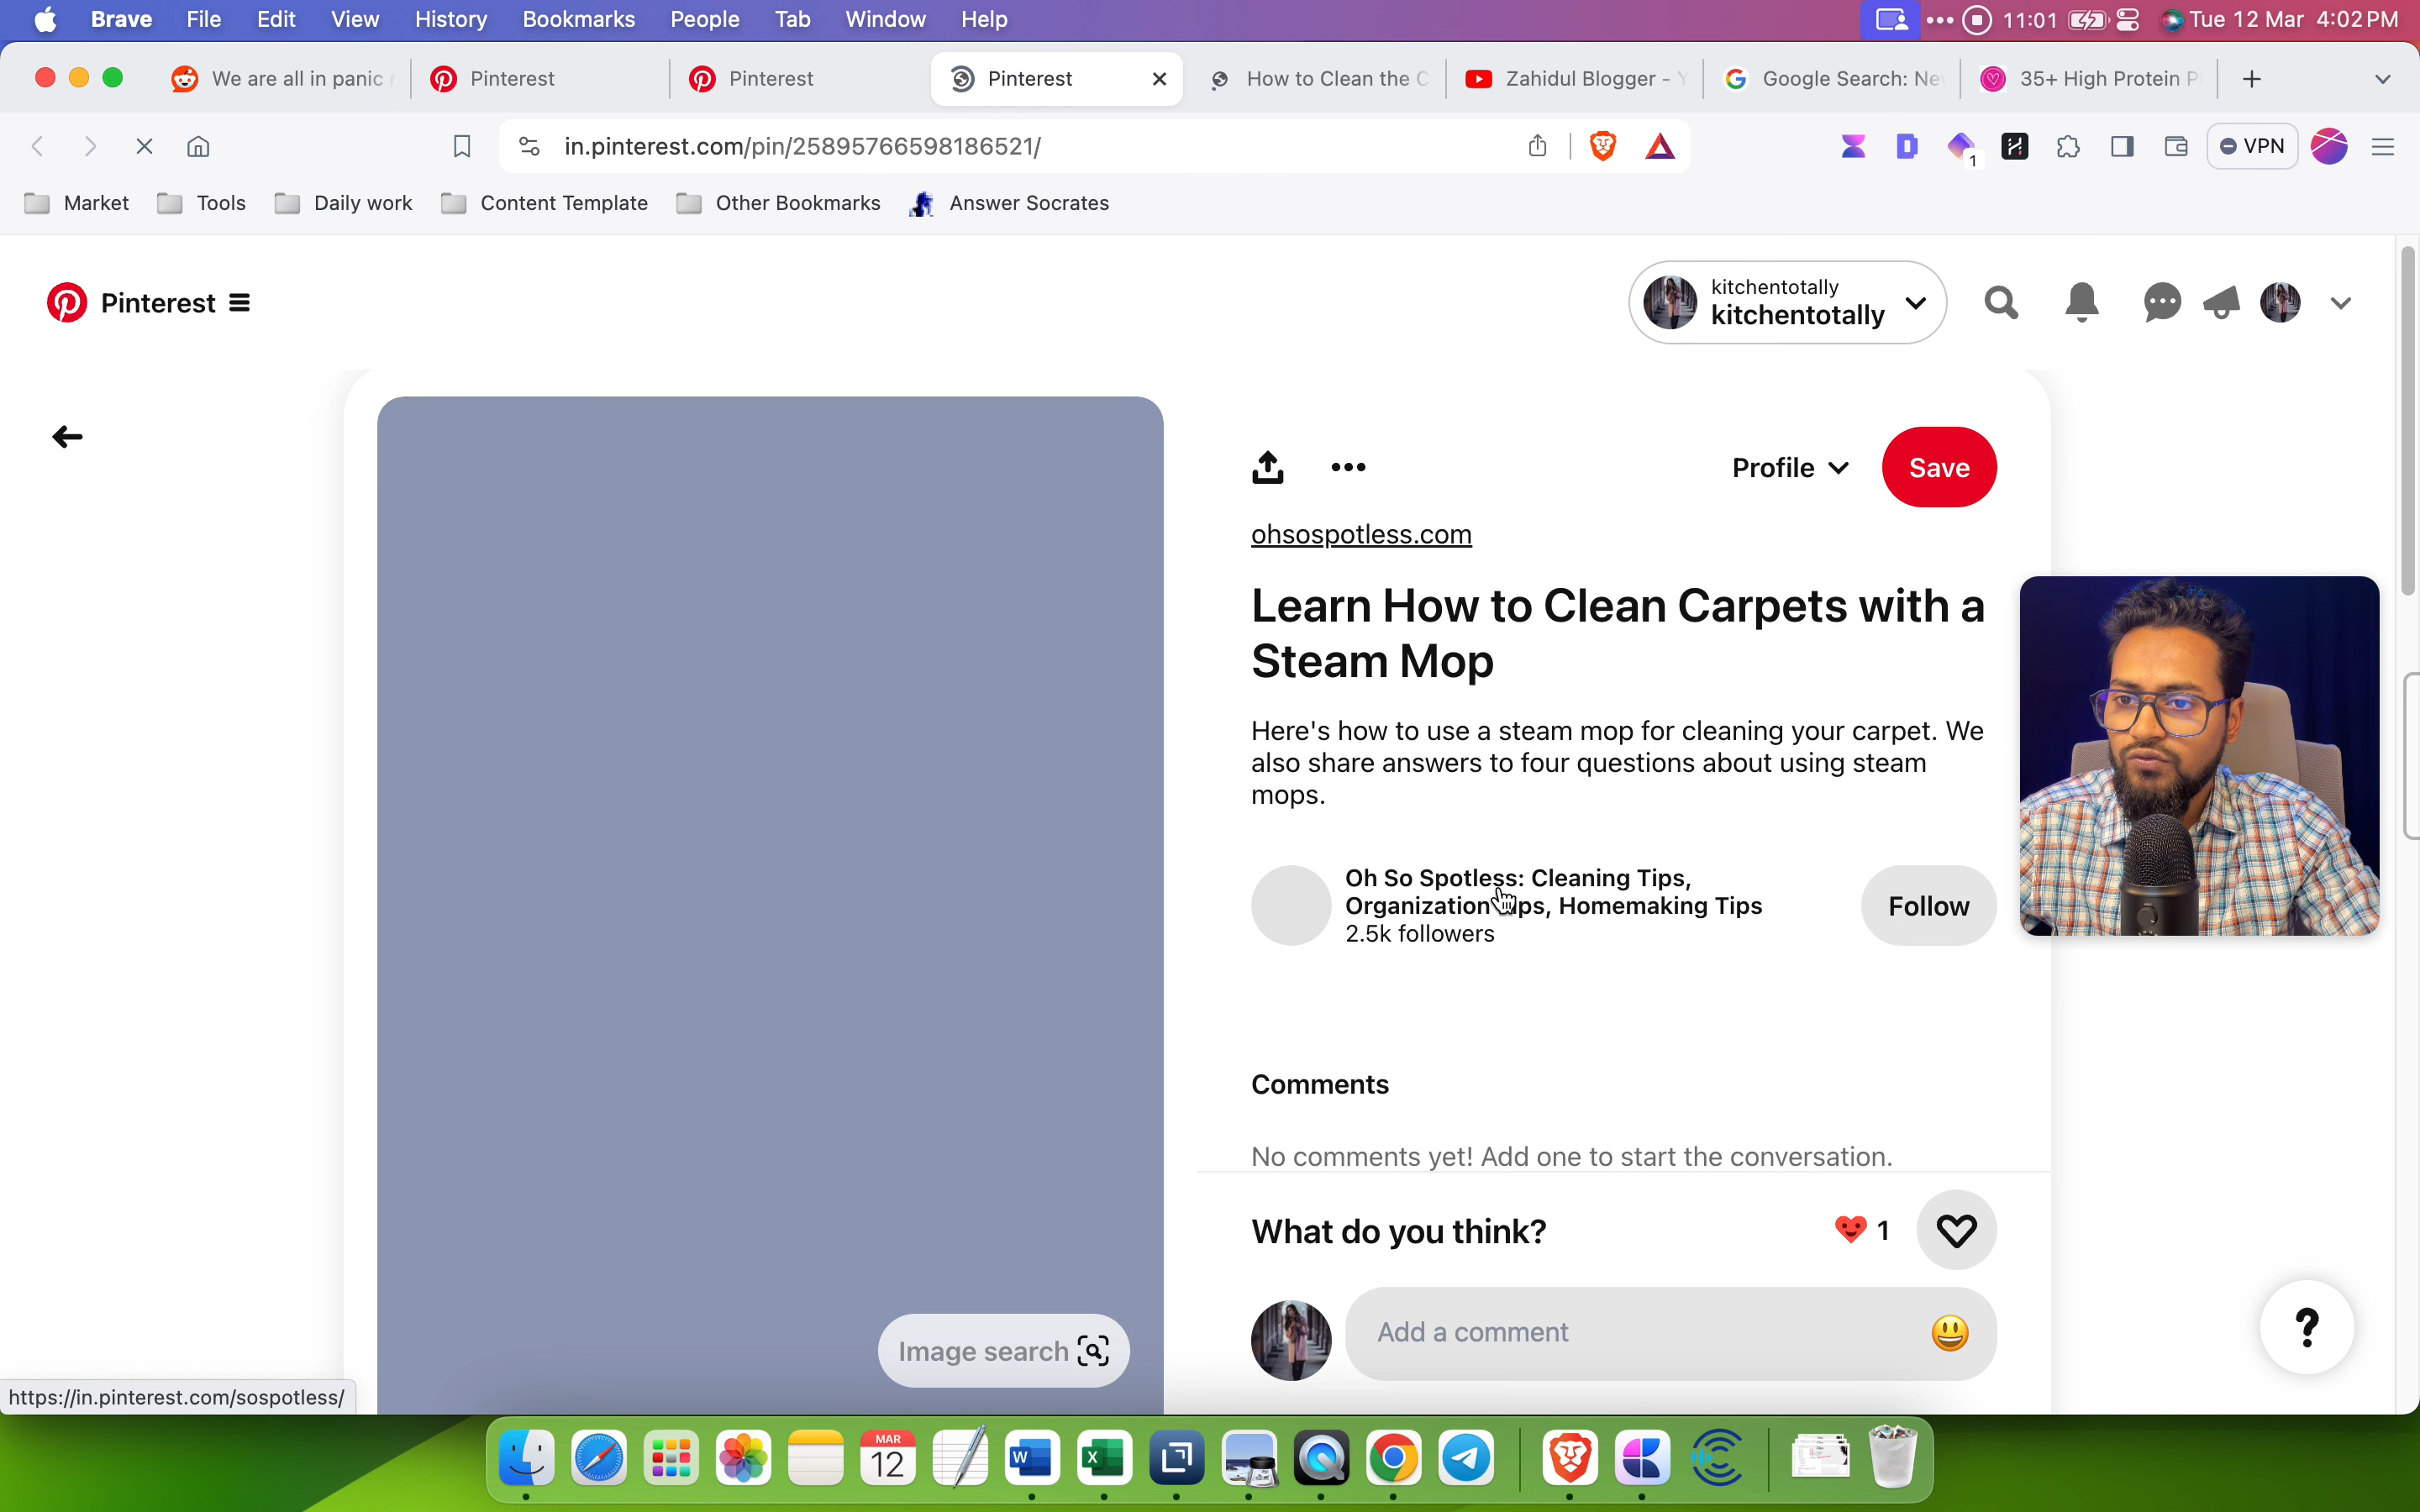 Brave File Edit View History Bookmarks People Tab Window Help 11:01 Tue 12 Mar 4:02 PM
We are all in panic Pinterest Pinterest Pinterest How to Clean the Zahidul Blogger - Google Search: Ne 35+ High Protein
in.pinterest.com/pin/25895766598186521/ 1 VPN
Market Tools Daily work Content Template Other Bookmarks Answer Socrates
Pinterest
kitchentotally
kitchentotally
Profile Save
ohsospotless.com
Learn How to Clean Carpets with a
Steam Mop
Here's how to use a steam mop for cleaning your carpet. We
also share answers to four questions about using steam
mops.
Oh So Spotless: Cleaning Tips,
Organization Tips, Homemaking Tips
2.5k followers
Follow
Comments
No comments yet! Add one to start the conversation.
What do you think? 1
Add a comment
Image search
?
https://in.pinterest.com/sospotless/
MAR
12
W
X